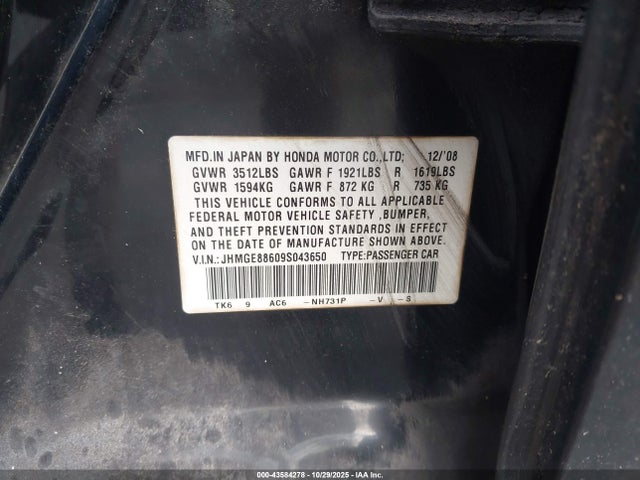 MFD.IN JAPAN BY HONDA MOTOR CO.,LTD; 12/'08
GVWR 3512LBS GAWR F 1921LBS R 1619LBS
GVWR 1594KG GAWR F 872 KG R 735 KG
THIS VEHICLE CONFORMS TO ALL APPLICABLE
FEDERAL MOTOR VEHICLE SAFETY ,BUMPER,
AND THEFT PREVENTION STANDARDS IN EFFECT
ON THE DATE OF MANUFACTURE SHOWN ABOVE.
V.I.N.: JHMGE88609S043650 TYPE:PASSENGER CAR
TK6 9 AC6 -NH731P -V -S
000-43584278 - 10/29/2025 - IAA Inc.